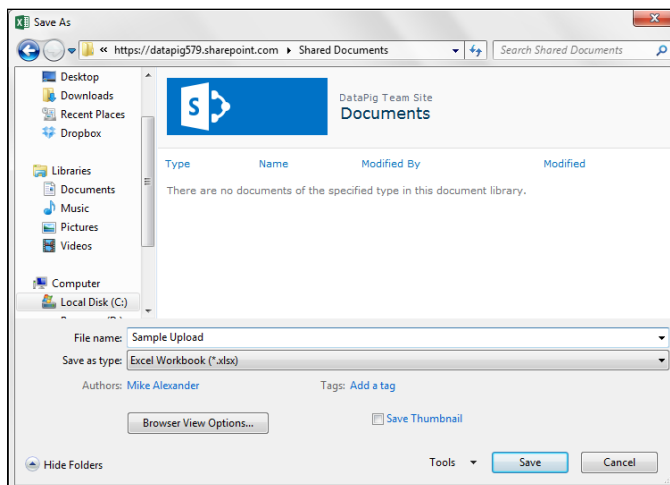 Save As
« https://datapig579.sharepoint.com ▸ Shared Documents
Search Shared Documents
Desktop
Downloads
Recent Places
Dropbox
Libraries
Documents
Music
Pictures
Videos
Computer
Local Disk (C:)
S
DataPig Team Site
Documents
Type Name Modified By Modified
There are no documents of the specified type in this document library.
File name: Sample Upload
Save as type: Excel Workbook (*.xlsx)
Authors: Mike Alexander Tags: Add a tag
Browser View Options... Save Thumbnail
Hide Folders Tools Save Cancel